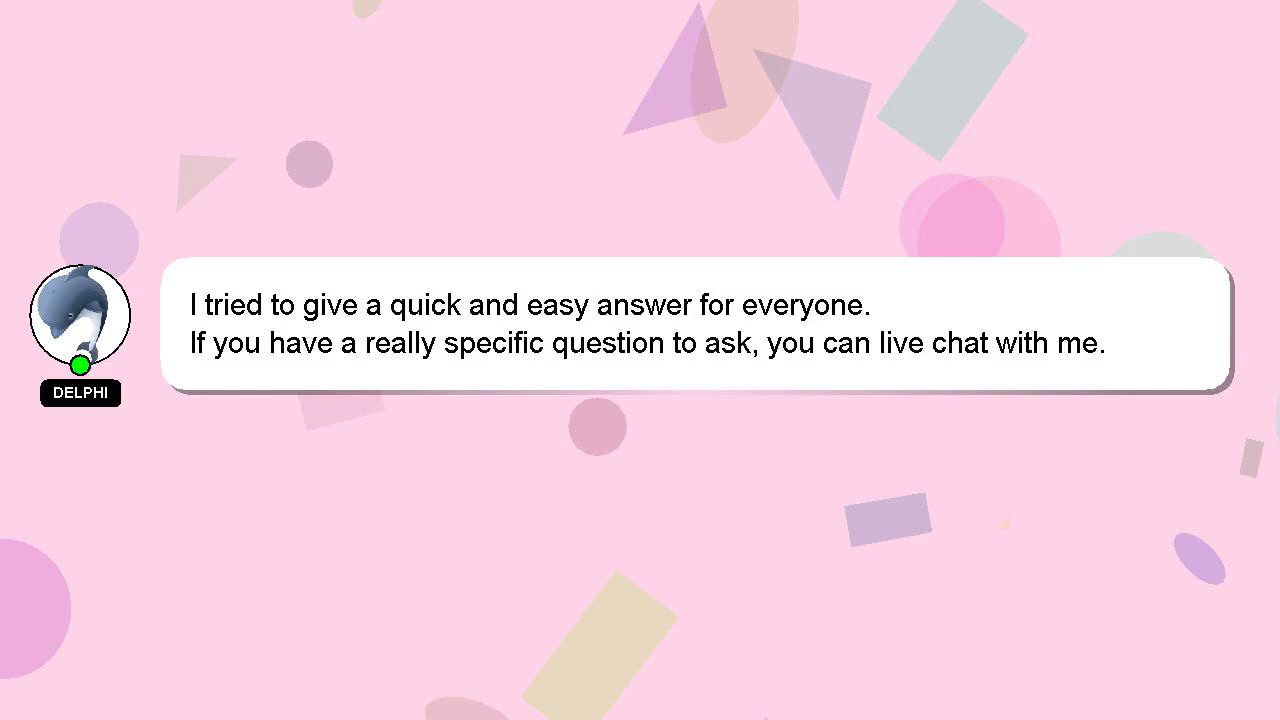 I tried to give a quick and easy answer for everyone.
If you have a really specific question to ask, you can live chat with me.
DELPHI